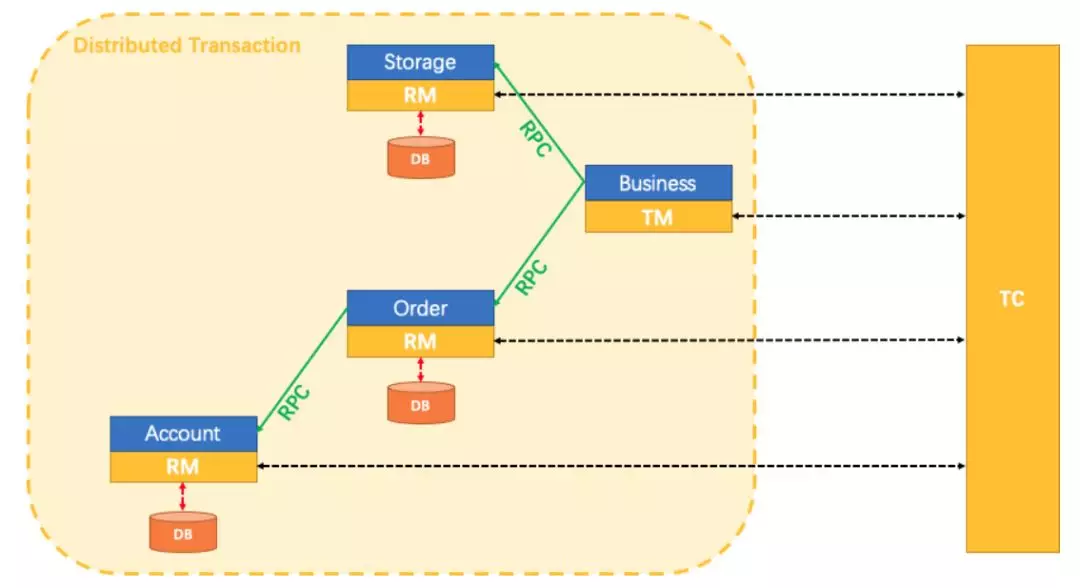 Distributed Transaction
Storage
RM
DB
RPC
Business
TM
RPC
Order
RM
DB
RPC
Account
RM
DB
TC